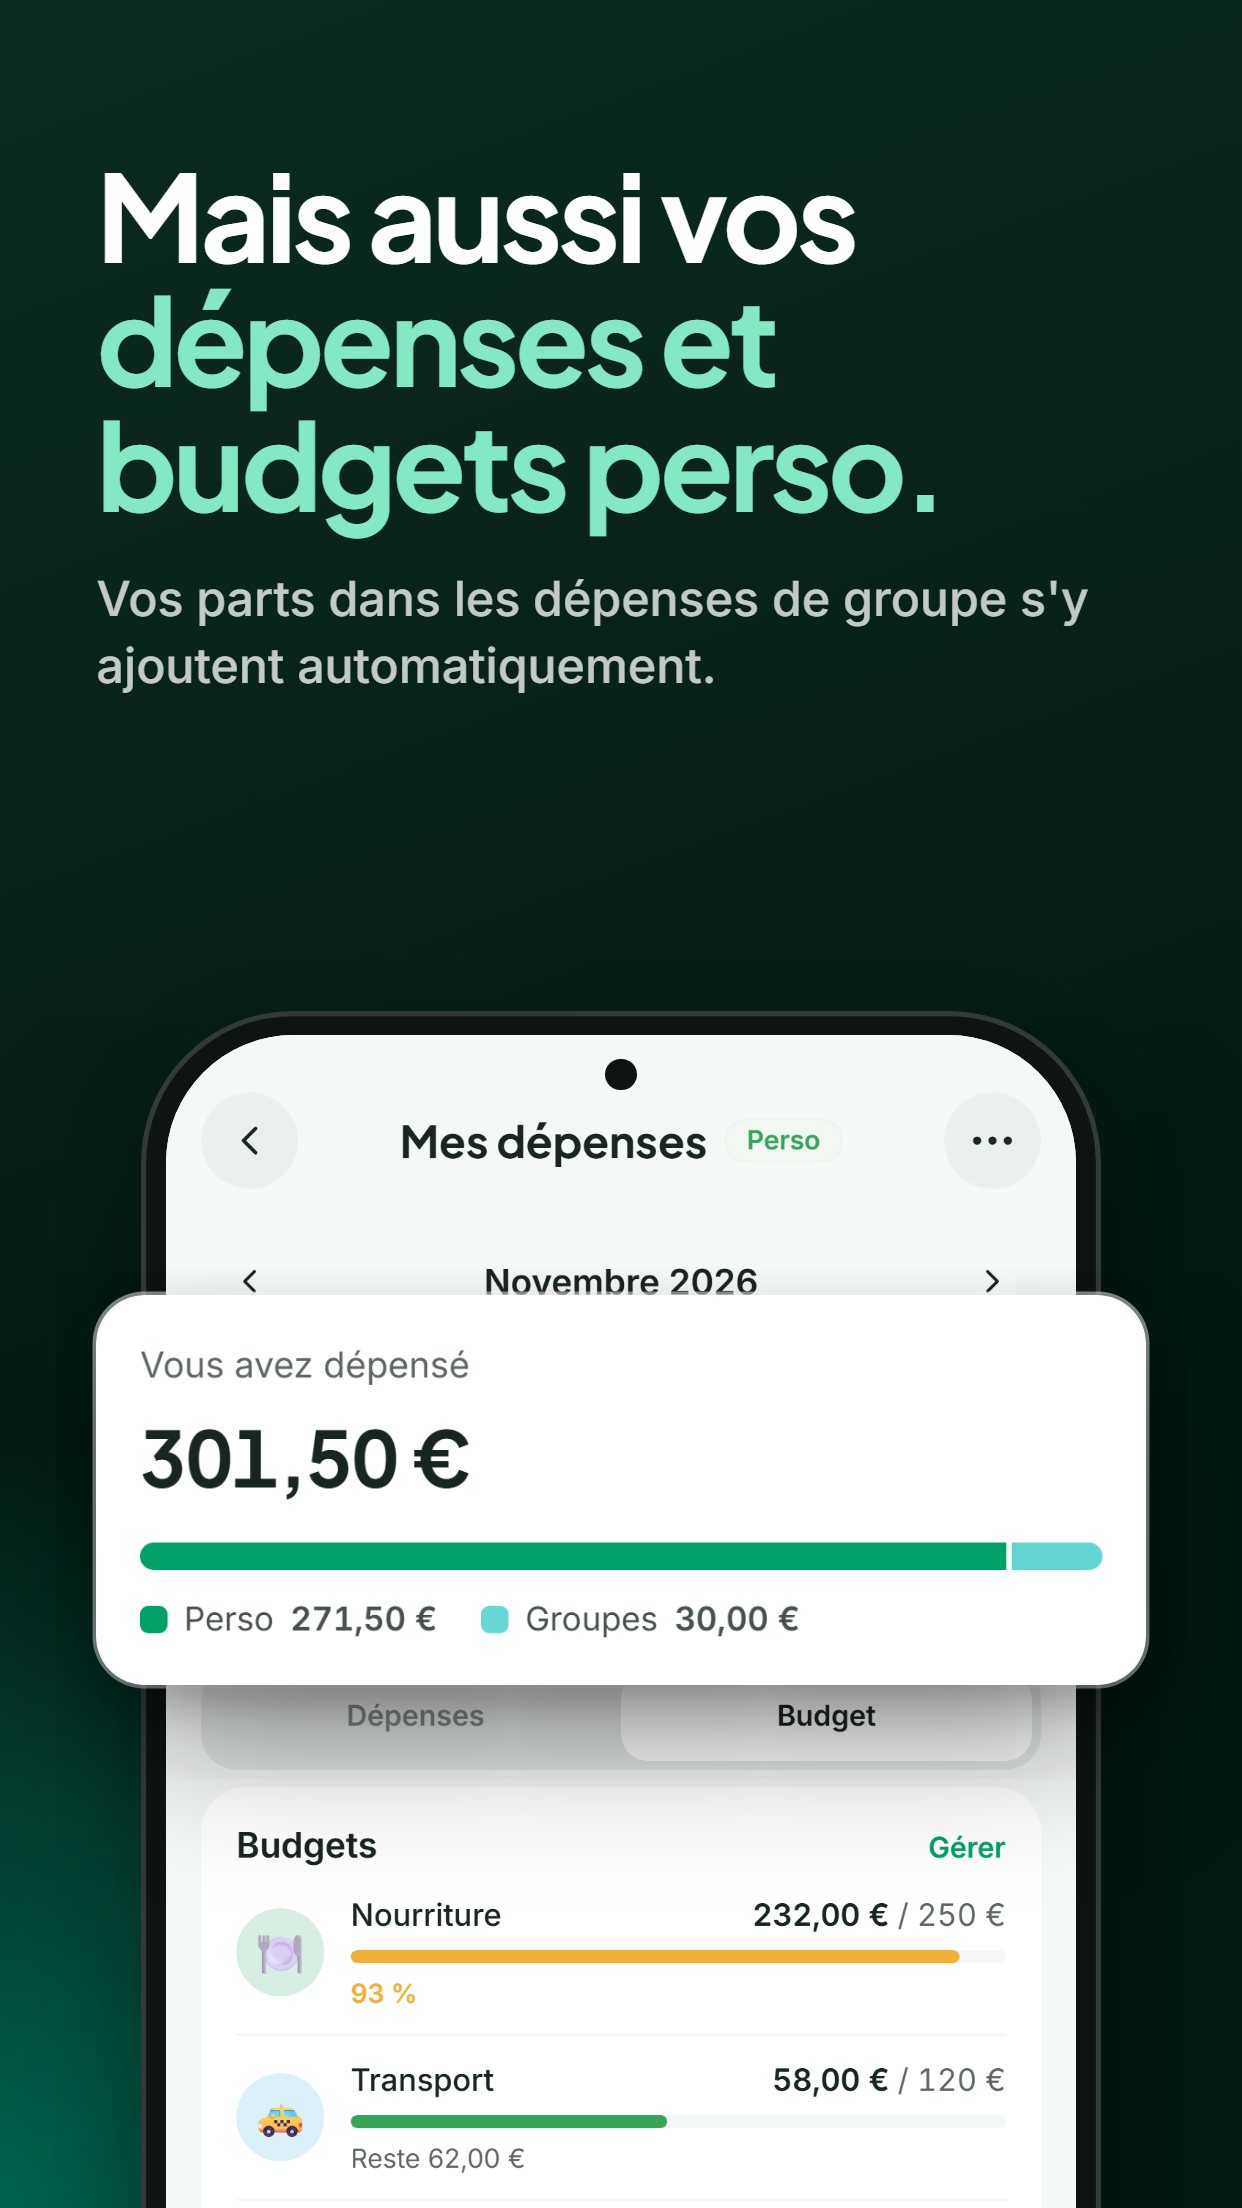 Mais aussi vos
dépenses et
budgets perso.
Vos parts dans les dépenses de groupe s'y
ajoutent automatiquement.
Mes dépenses Perso
Novembre 2026
Vous avez dépensé
301,50 €
Perso 271,50 € Groupes 30,00 €
Dépenses Budget
Budgets Gérer
Nourriture 232,00 € / 250 €
93 %
Transport 58,00 € / 120 €
Reste 62,00 €